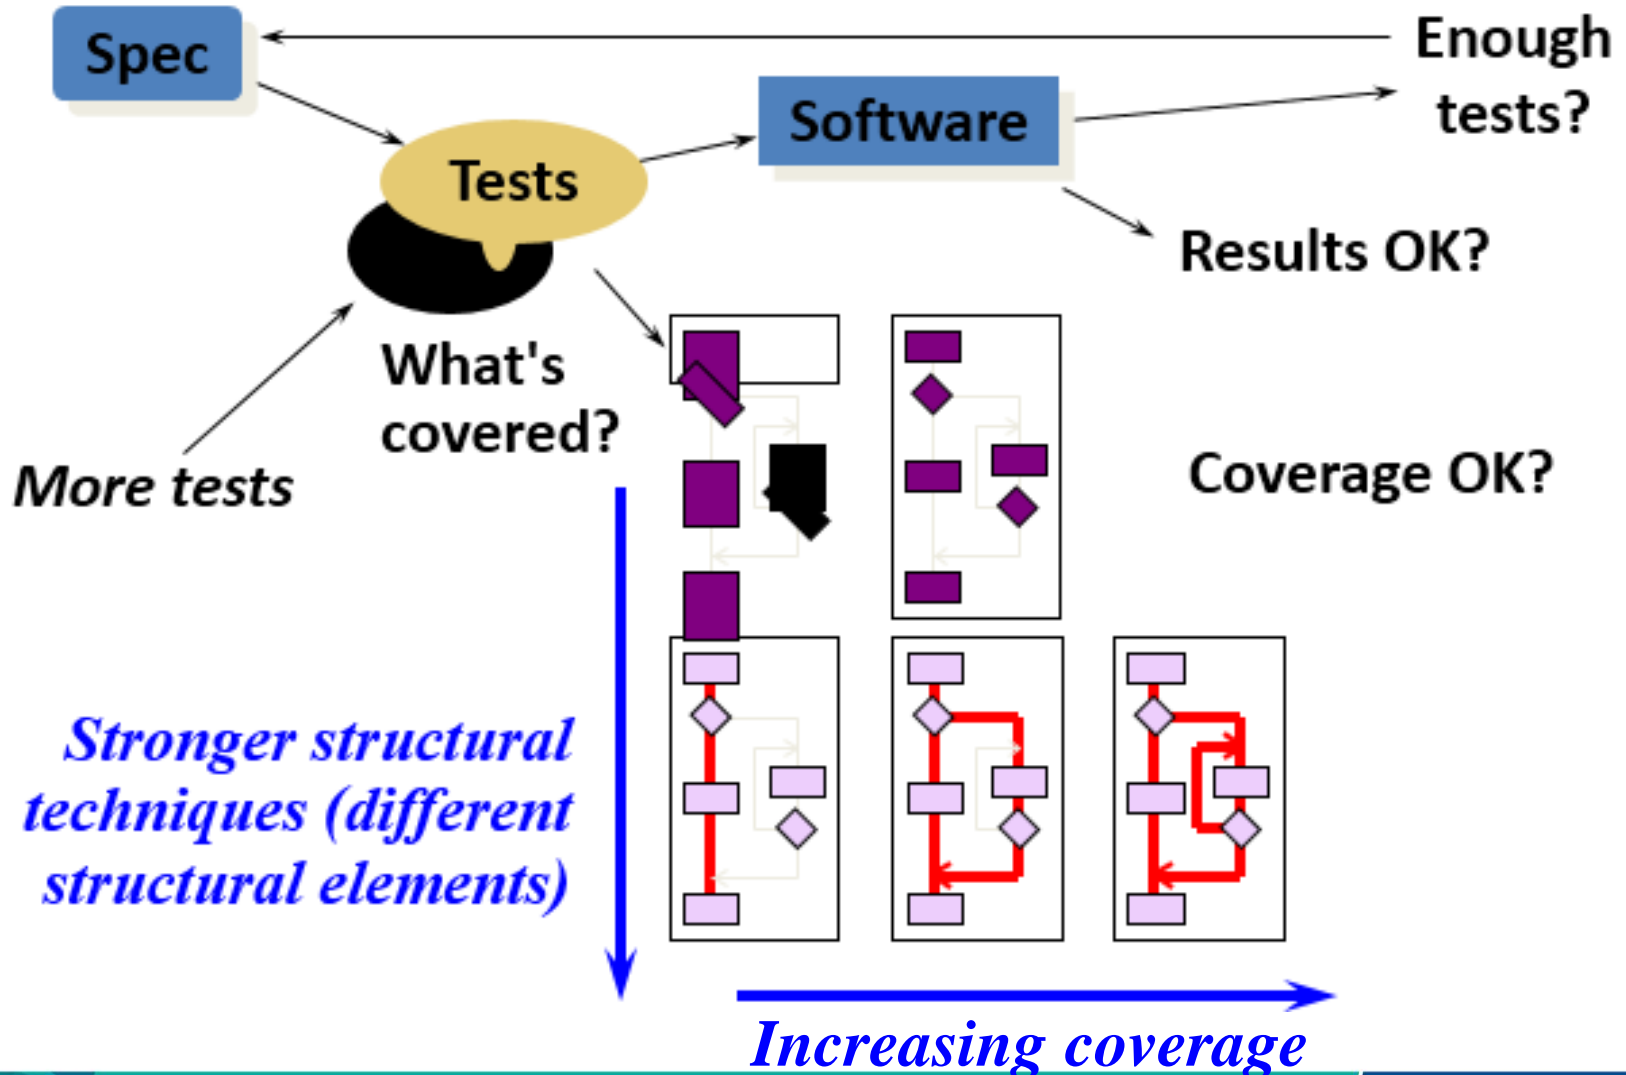 Spec
Enough
tests?
Software
Tests
Results OK?
What's
covered?
More tests
Coverage OK?
Stronger structural
techniques (different
structural elements)
Increasing coverage